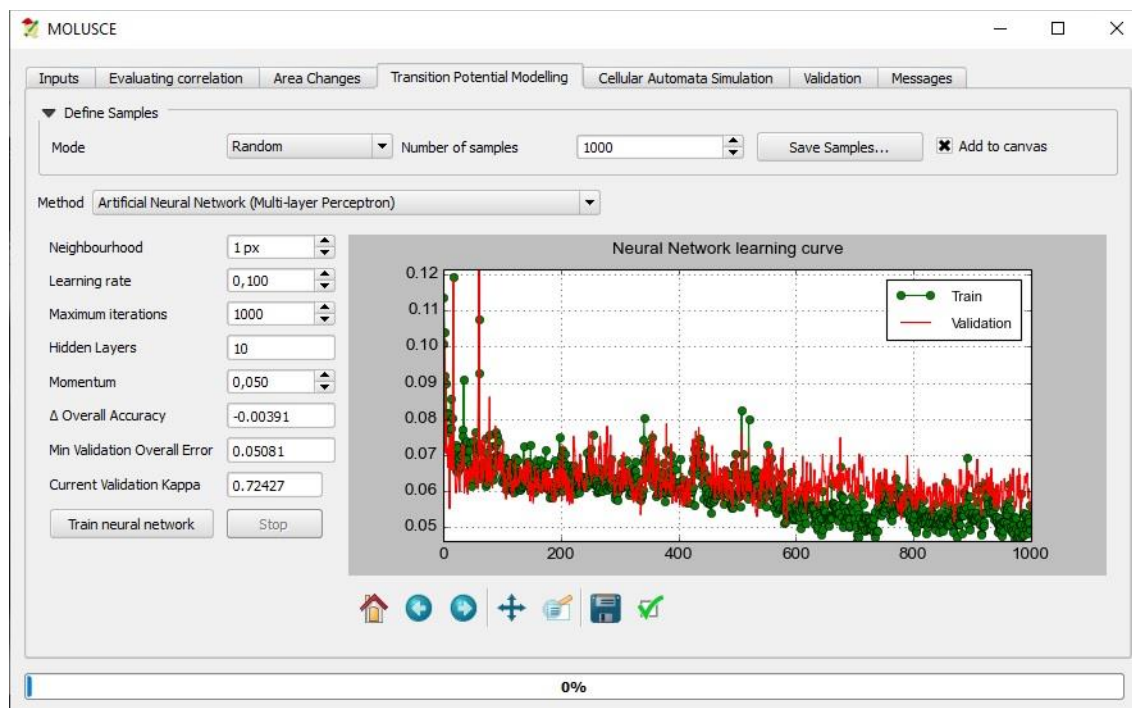 MOLUSCE
Inputs Evaluating correlation Area Changes Transition Potential Modelling Cellular Automata Simulation Validation Messages
Define Samples
Mode Random Number of samples 1000 Save Samples... Add to canvas
Method Artificial Neural Network (Multi-layer Perceptron)
Neighbourhood 1 px
Learning rate 0,100
Maximum iterations 1000
Hidden Layers 10
Momentum 0,050
Δ Overall Accuracy -0.00391
Min Validation Overall Error 0.05081
Current Validation Kappa 0.72427
Train neural network Stop
Neural Network learning curve
0.12
0.11
0.10
0.09
0.08
0.07
0.06
0.05
0 200 400 600 800 1000
Train
Validation
0%